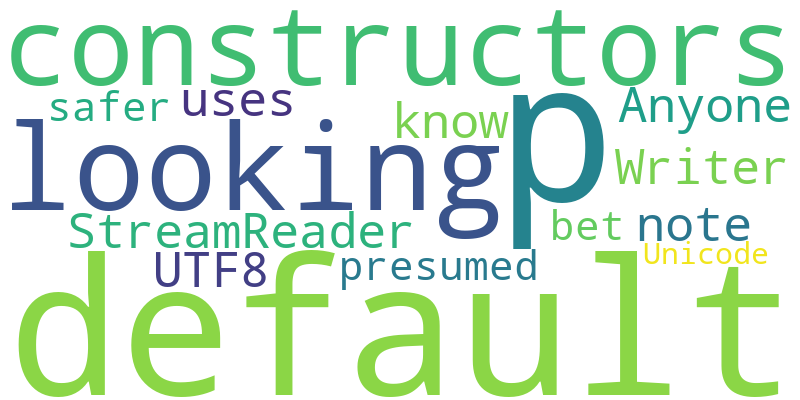 constructors
safer uses know Anyone
looking p Writer
StreamReader bet note
UTF8 presumed Unicode
default